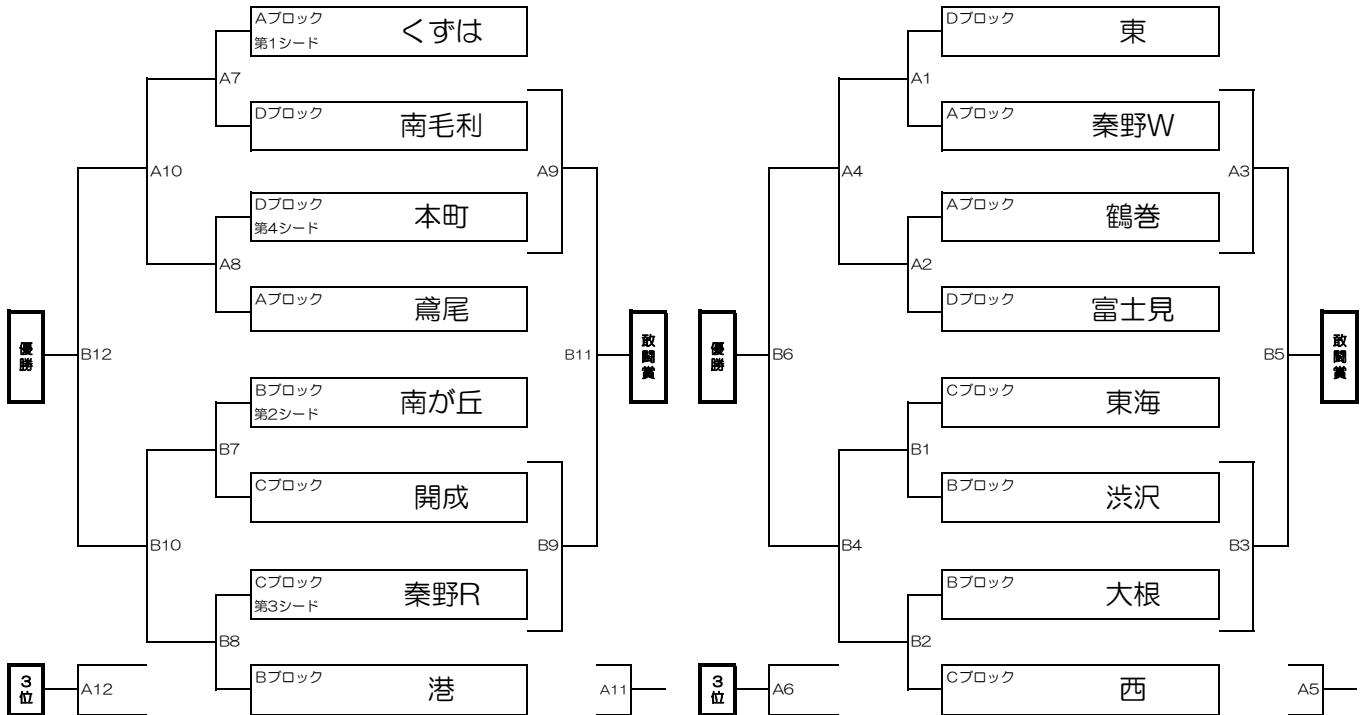 Aブロック
第1シード
くずは
A7
Dブロック
南毛利
A10
A9
Dブロック
第4シード
本町
A8
Aブロック
鳶尾
優勝
B12
B11
敢闘賞
Bブロック
第2シード
南が丘
B7
Cブロック
開成
B10
B9
Cブロック
第3シード
秦野R
B8
Bブロック
港
3位
A12
A11
Dブロック
東
A1
Aブロック
秦野W
A4
A3
Aブロック
鶴巻
A2
Dブロック
富士見
優勝
B6
B5
敢闘賞
Cブロック
東海
B1
Bブロック
渋沢
B4
B3
Bブロック
大根
B2
Cブロック
西
3位
A6
A5